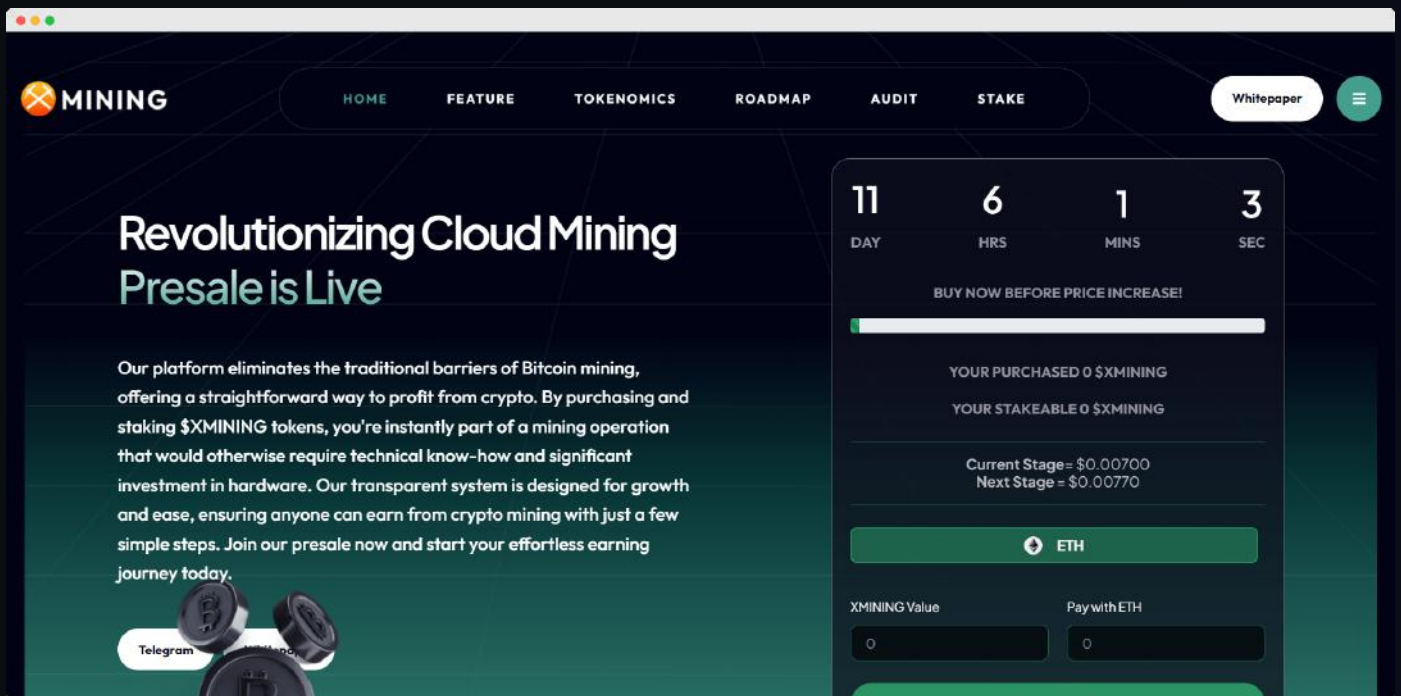 MINING
HOME FEATURE TOKENOMICS ROADMAP AUDIT STAKE
Whitepaper
Revolutionizing Cloud Mining
Presale is Live
Our platform eliminates the traditional barriers of Bitcoin mining,
offering a straightforward way to profit from crypto. By purchasing and
staking $XMINING tokens, you're instantly part of a mining operation
that would otherwise require technical know-how and significant
investment in hardware. Our transparent system is designed for growth
and ease, ensuring anyone can earn from crypto mining with just a few
simple steps. Join our presale now and start your effortless earning
journey today.
Telegram
11 6 1 3
DAY HRS MINS SEC
BUY NOW BEFORE PRICE INCREASE!
YOUR PURCHASED 0 $XMINING
YOUR STAKEABLE 0 $XMINING
Current Stage= $0.00700
Next Stage = $0.00770
ETH
XMINING Value Pay with ETH
0 0